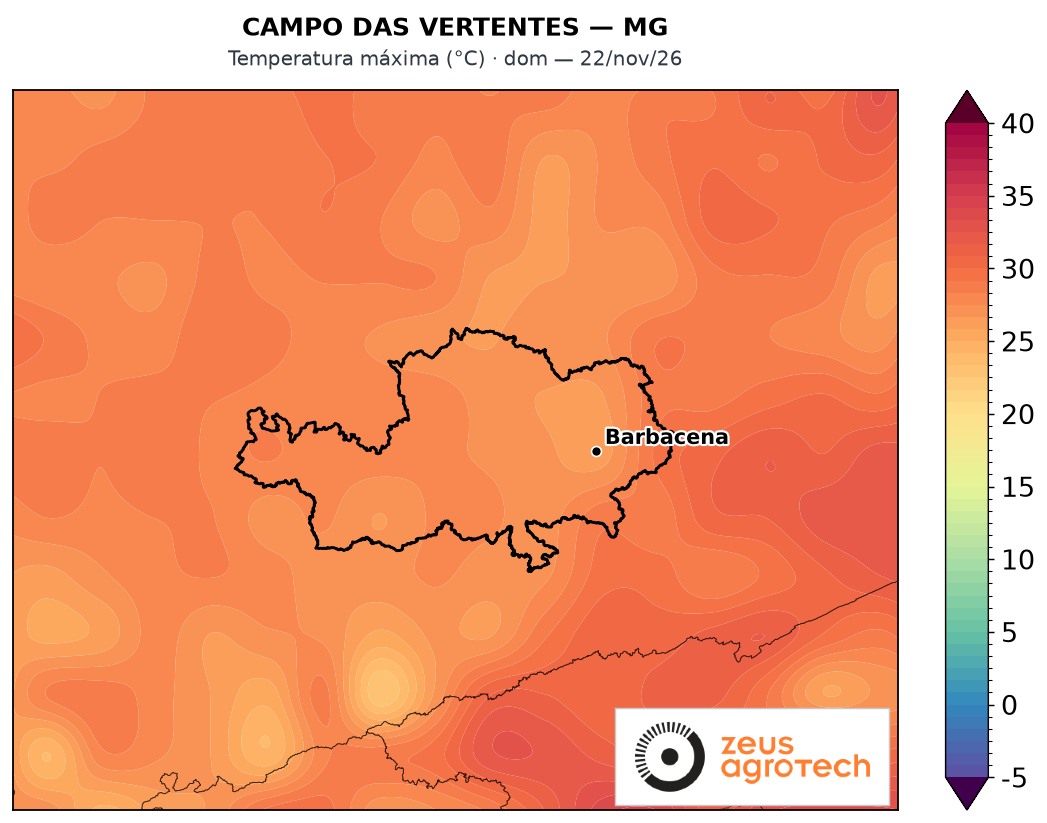 CAMPO DAS VERTENTES — MG
Temperatura máxima (°C) · dom — 22/nov/26
40
35
30
25
20
15
10
5
0
-5
Barbacena
zeus
agrotech